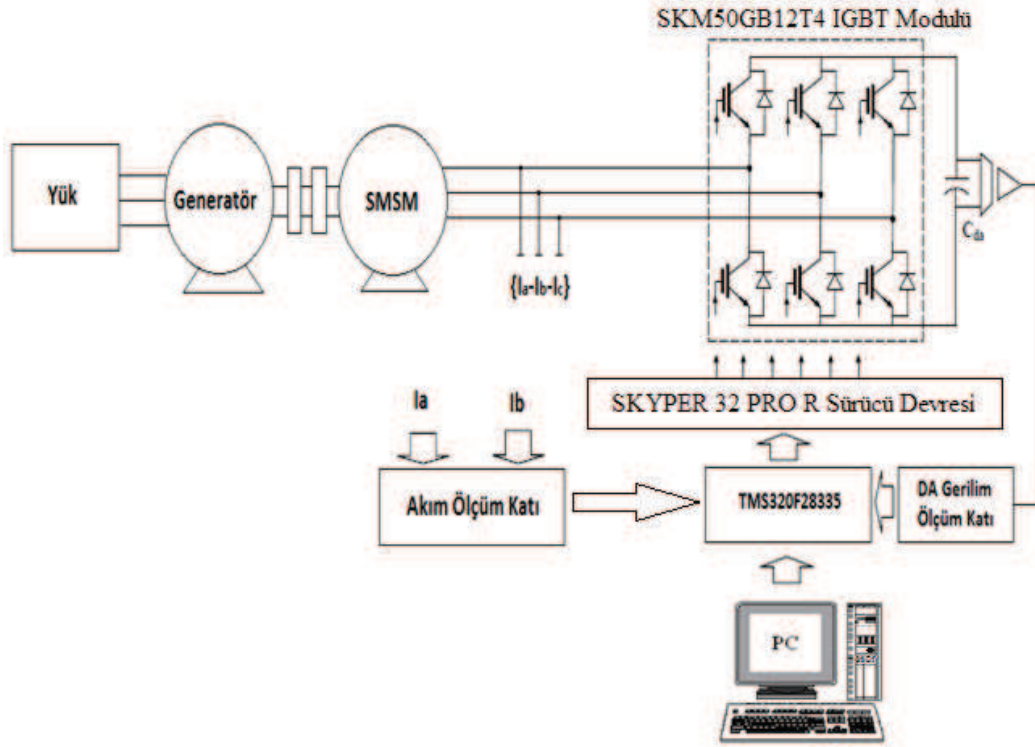 SKM50GB12T4 IGBT Modulü
Yük
Generatör
SMSM
{Ia-Ib-Ic}
Cda
SKYPER 32 PRO R Sürücü Devresi
Ia
Ib
Akım Ölçüm Katı
TMS320F28335
DA Gerilim
Ölçüm Katı
PC